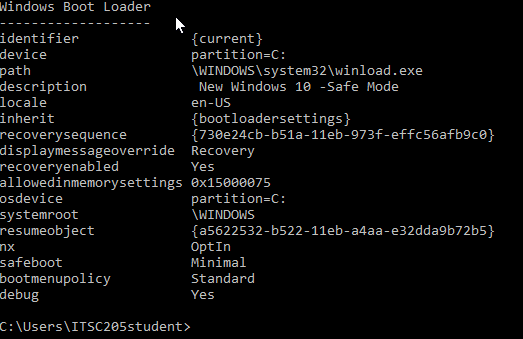 Windows Boot Loader
-------------------
identifier              {current}
device                  partition=C:
path                    \WINDOWS\system32\winload.exe
description              New Windows 10 -Safe Mode
locale                  en-US
inherit                 {bootloadersettings}
recoverysequence        {730e24cb-b51a-11eb-973f-effc56afb9c0}
displaymessageoverride  Recovery
recoveryenabled         Yes
allowedinmemorysettings 0x15000075
osdevice                partition=C:
systemroot              \WINDOWS
resumeobject            {a5622532-b522-11eb-a4aa-e32dda9b72b5}
nx                      OptIn
safeboot                Minimal
bootmenupolicy          Standard
debug                   Yes

C:\Users\ITSC205student>